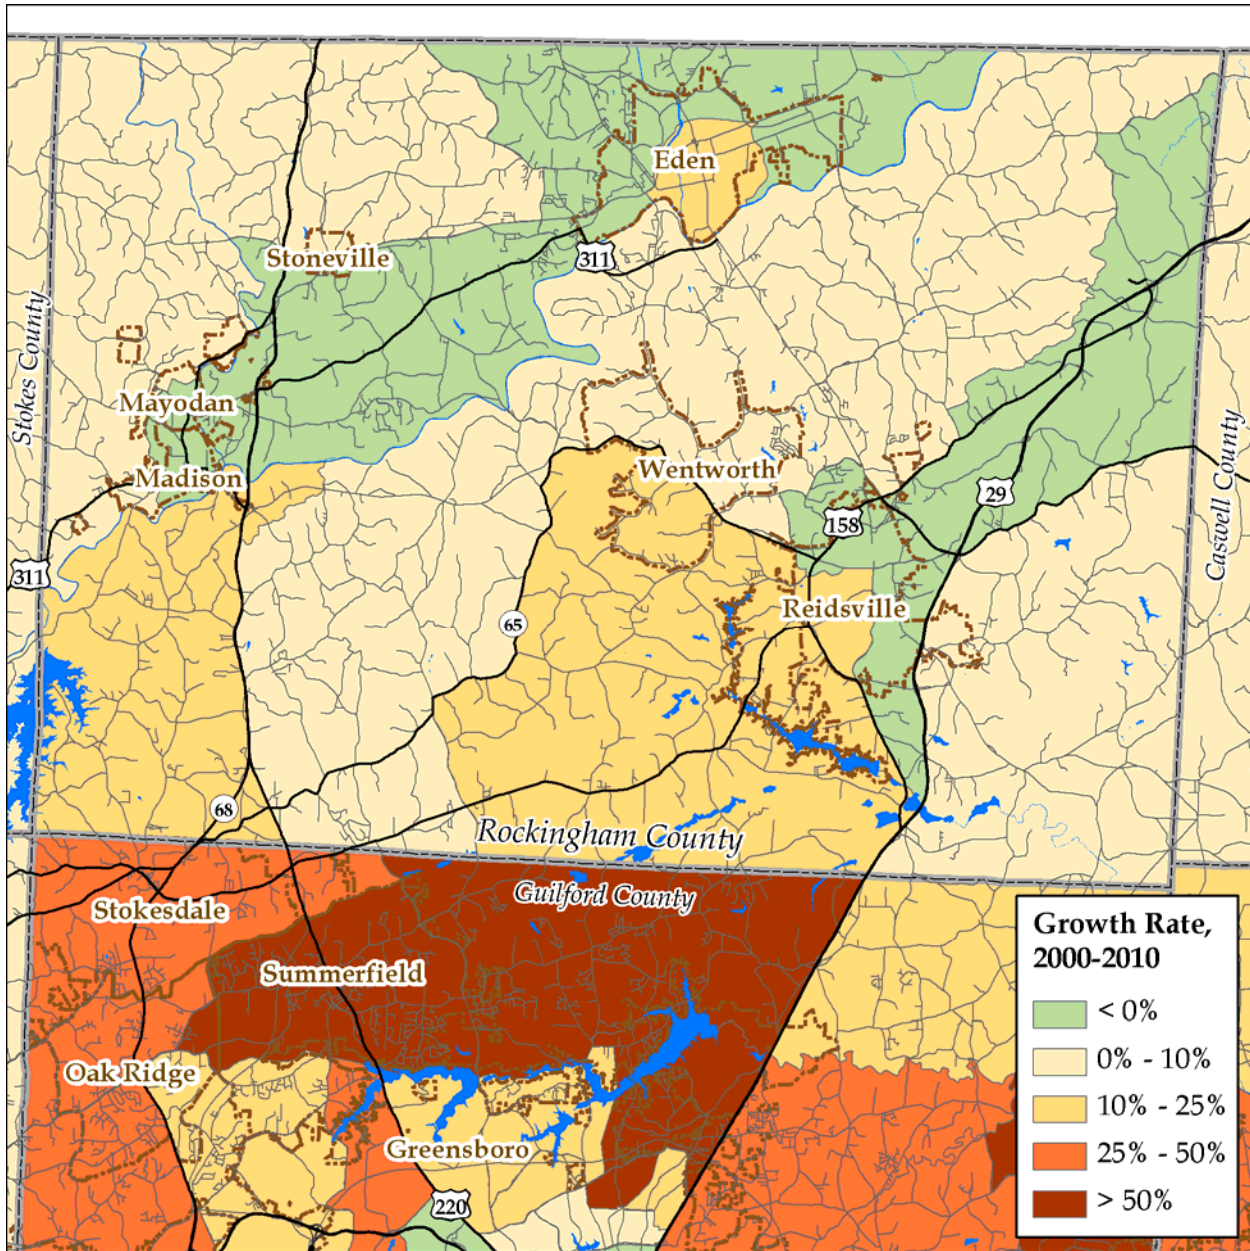 Eden
311
Stoneville
Stokes County
Mayodan
Madison
Wentworth
Caswell County
29
158
311
65
Reidsville
68
Rockingham County
Guilford County
Stokesdale
Summerfield
Oak Ridge
Greensboro
220
Growth Rate,
2000-2010
< 0%
0% - 10%
10% - 25%
25% - 50%
> 50%